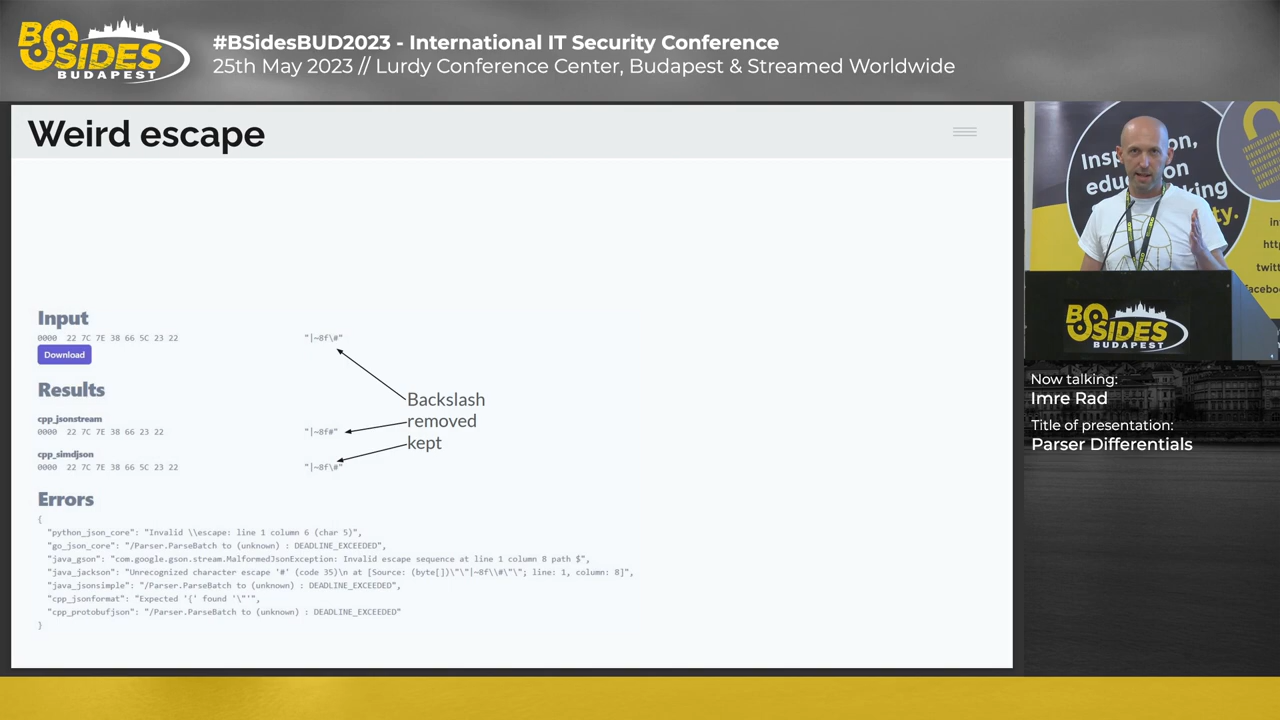 BSIDES
BUDAPEST
#BSidesBUD2023 - International IT Security Conference
25th May 2023 // Lurdy Conference Center, Budapest & Streamed Worldwide
Weird escape
Input
0000 22 7C 7E 38 66 5C 23 22 "|~8f\#"
Download
Results
cpp_jsonstream
0000 22 7C 7E 38 66 23 22 "|~8f#"
cpp_simdjson
0000 22 7C 7E 38 66 5C 23 22 "|~8f\#"
Backslash
removed
kept
Errors
{
"python_json_core": "Invalid \\escape: line 1 column 6 (char 5)",
"go_json_core": "/Parser.ParseBatch to (unknown) : DEADLINE_EXCEEDED",
"java_gson": "com.google.gson.stream.MalformedJsonException: Invalid escape sequence at line 1 column 8 path $",
"java_jackson": "Unrecognized character escape '#' (code 35)\n at [Source: (byte[])\"\"|~8f\\#\"\"; line: 1, column: 8]",
"java_jsonsimple": "/Parser.ParseBatch to (unknown) : DEADLINE_EXCEEDED",
"cpp_jsonformat": "Expected '{' found '\"'",
"cpp_protobufjson": "/Parser.ParseBatch to (unknown) : DEADLINE_EXCEEDED"
}
BSIDES
BUDAPEST
Now talking:
Imre Rad
Title of presentation:
Parser Differentials